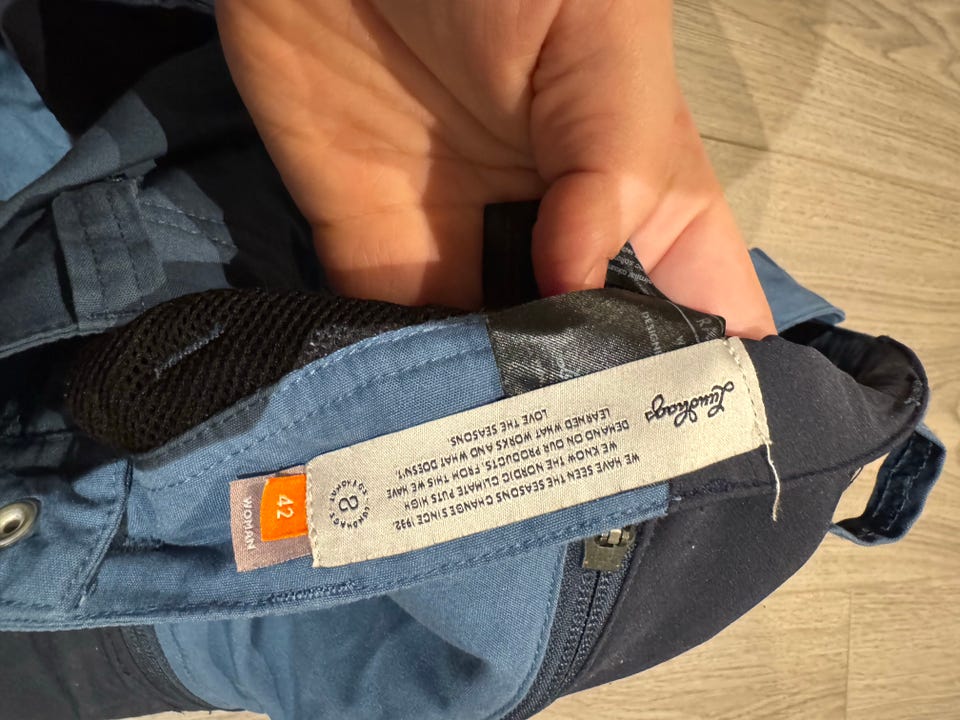 Lundhags
WE HAVE SEEN THE SEASONS CHANGE SINCE 1932.
WE KNOW THE NORDIC CLIMATE PUTS HIGH
DEMAND ON OUR PRODUCTS. FROM THIS WE HAVE
LEARNED WHAT WORKS AND WHAT DOESN'T.
LOVE THE SEASONS.
42
WOMAN
DESIGNED